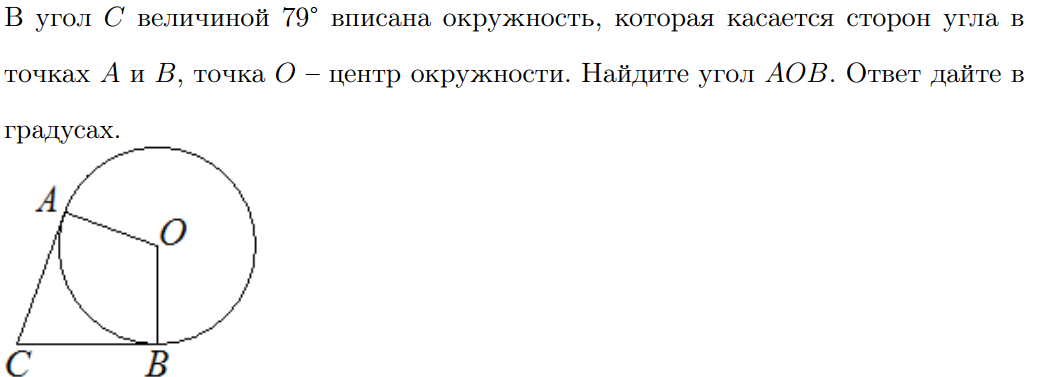 В угол C величиной 79° вписана окружность, которая касается сторон угла в
точках A и B, точка O – центр окружности. Найдите угол AOB. Ответ дайте в
градусах.
A
O
C
B